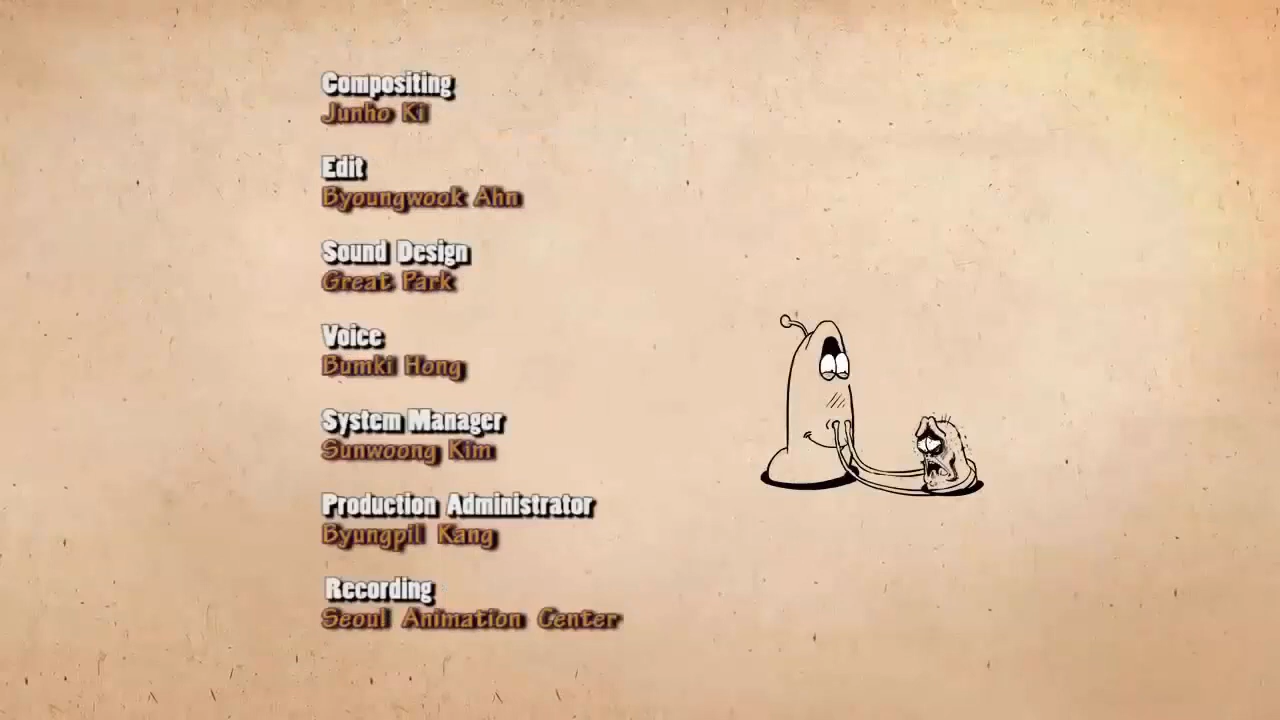 Compositing
Junho Ki
Edit
Byoungwook Ahn
Sound Design
Great Park
Voice
Bumki Hong
System Manager
Sunwoong Kim
Production Administrator
Byungpil Kang
Recording
Seoul Animation Center